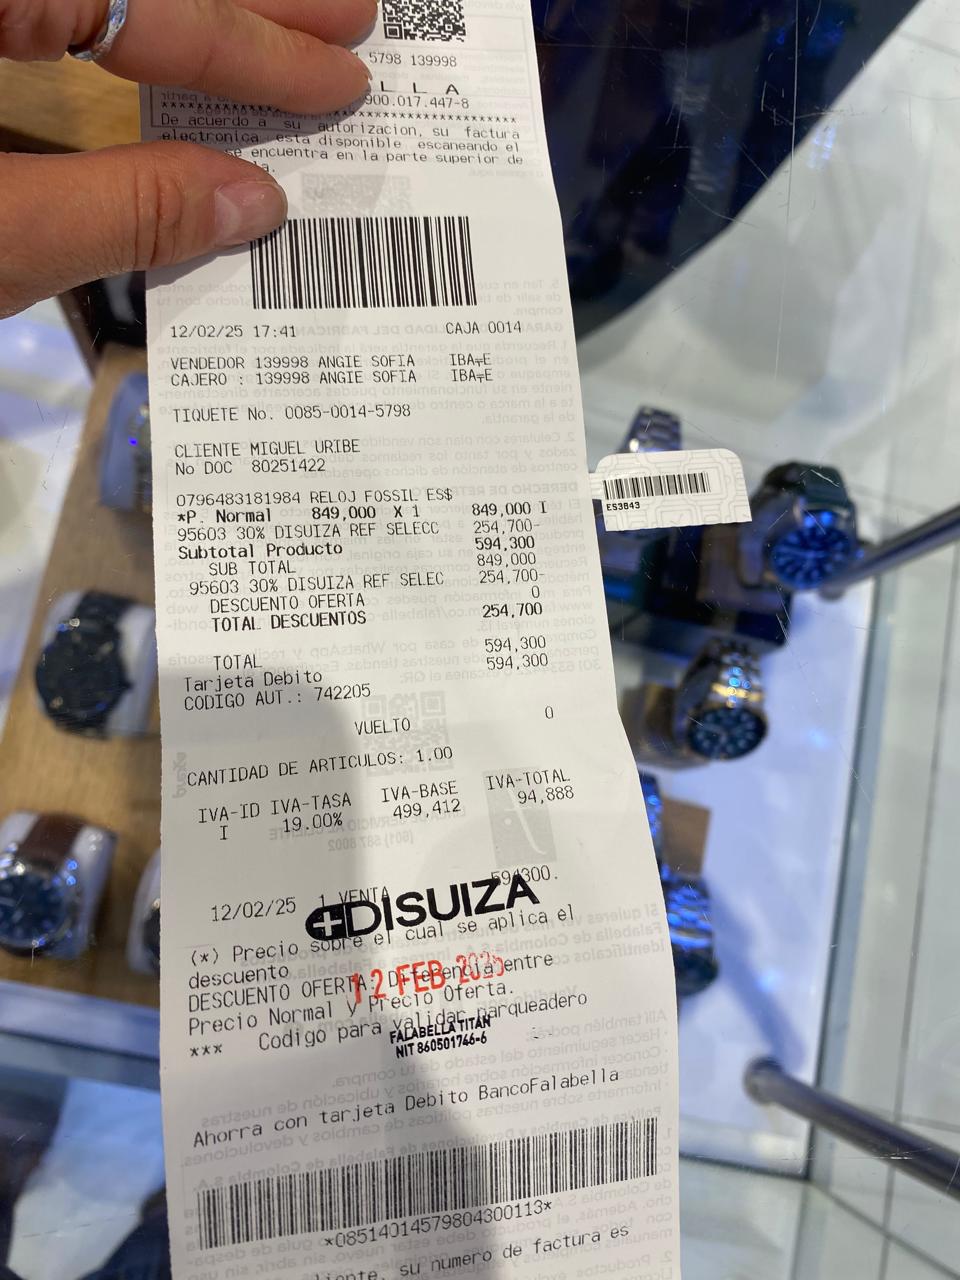 5798 139998
L L A
900.017.447-8
****************************************
De acuerdo a su autorizacion, su factura
electronica esta disponible escaneando el
se encuentra en la parte superior de
12/02/25 17:41 CAJA 0014
VENDEDOR 139998 ANGIE SOFIA
CAJERO : 139998 ANGIE SOFIA
TIQUETE No. 0085-0014-5798
CLIENTE MIGUEL URIBE
No DOC 80251422
0796483181984 RELOJ FOSSIL ES$
*P. Normal 849,000 X 1 849,000 I
95603 30% DISUIZA REF SELECC 254,700-
Subtotal Producto 594,300
SUB TOTAL 849,000
95603 30% DISUIZA REF SELEC 254,700-
DESCUENTO OFERTA 0
TOTAL DESCUENTOS 254,700
TOTAL 594,300
Tarjeta Debito 594,300
CODIGO AUT.: 742205
VUELTO 0
CANTIDAD DE ARTICULOS: 1.00
IVA-ID IVA-TASA IVA-BASE IVA-TOTAL
I 19.00% 499,412 94,888
12/02/25 1 VENTA 594300.
DISUIZA
(*) Precio sobre el cual se aplica el
descuento
DESCUENTO OFERTA: Diferencia entre
12 FEB 2025
Precio Normal y Precio Oferta.
*** Codigo para validar parqueadero
FALABELLA TITÁN
NIT 860501746-6
Ahorra con tarjeta Debito BancoFalabella
*08514014579804300113*
su numero de factura es
ES3843